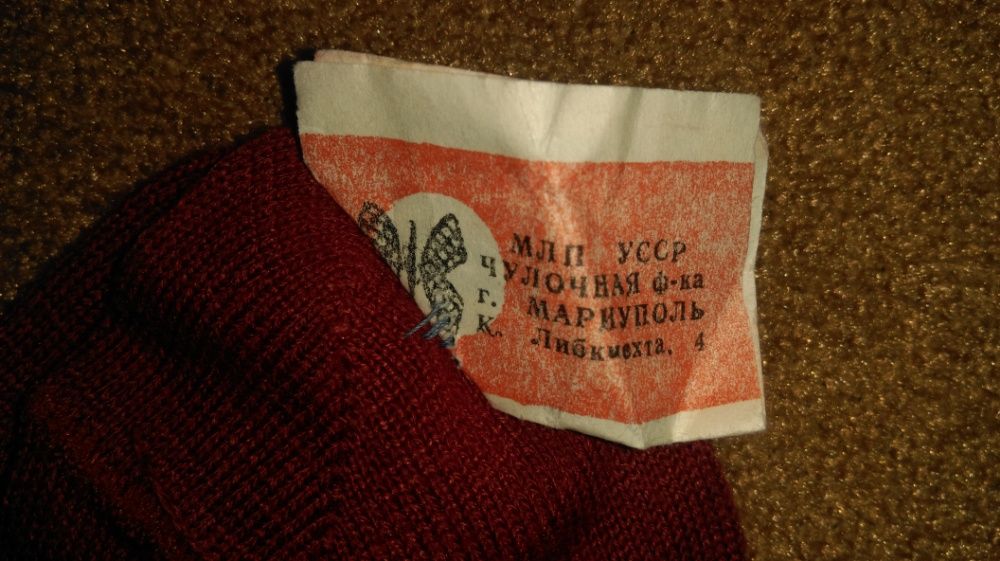 МЛП УССР
ЧУЛОЧНАЯ ф-ка
г. МАРИУПОЛЬ
К. Либкнехта, 4